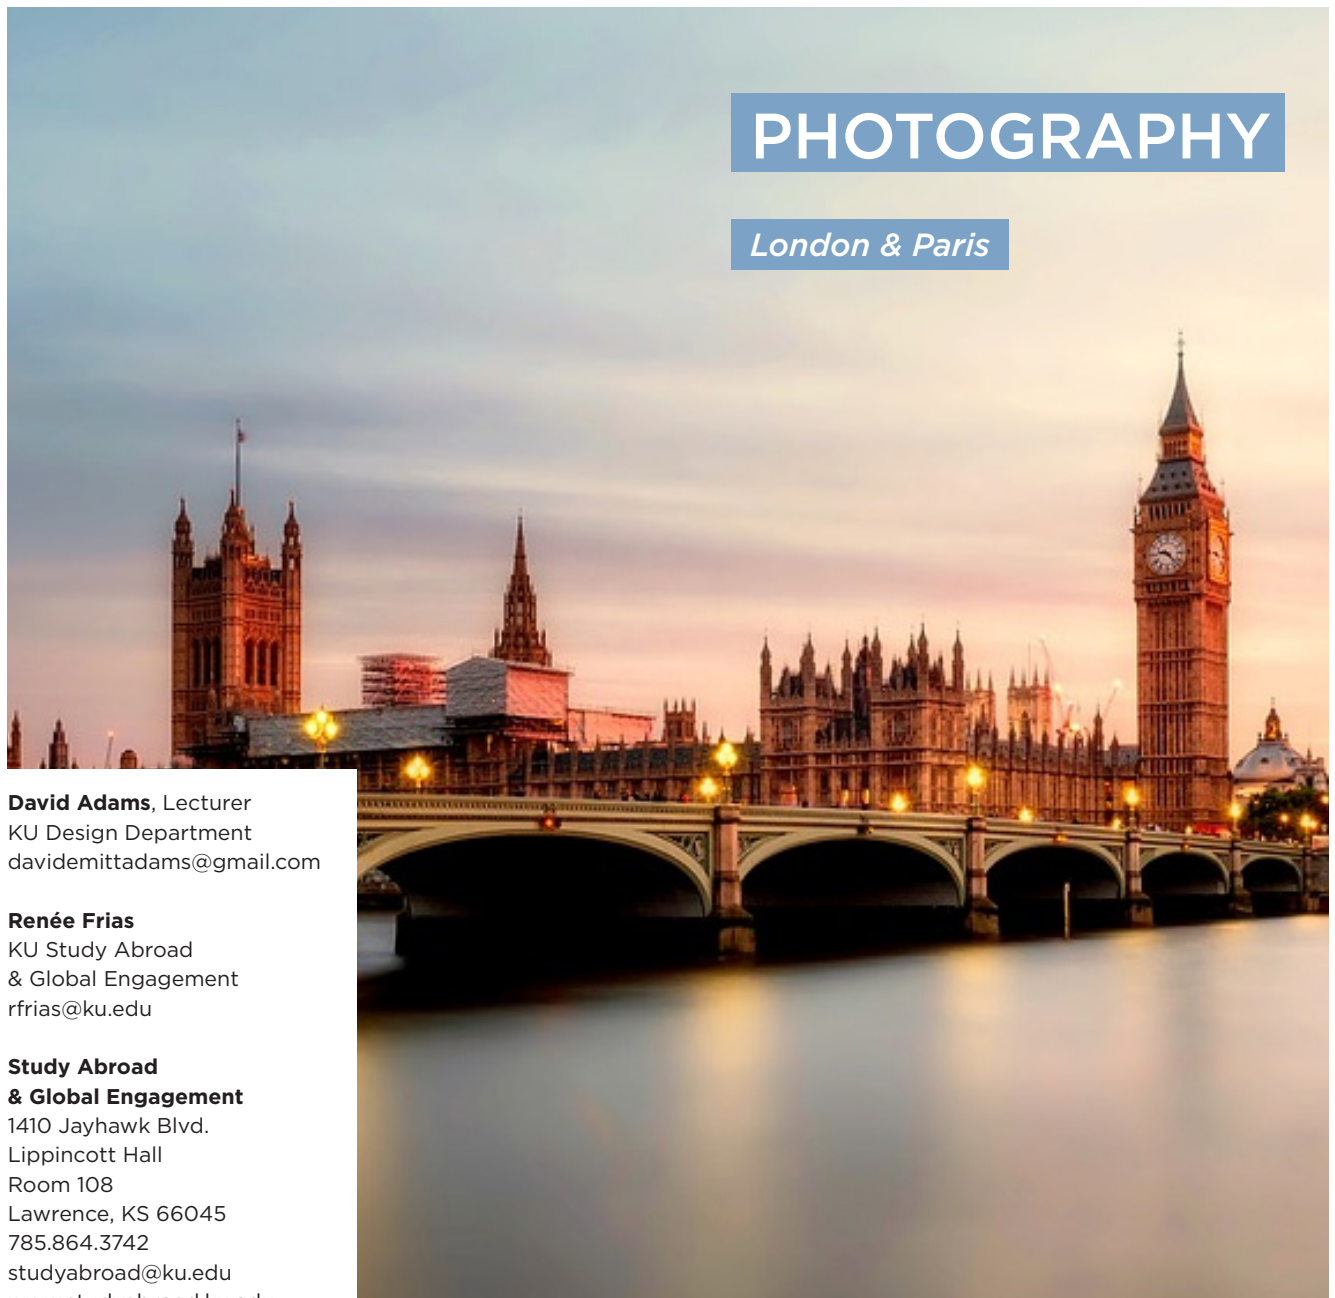 PHOTOGRAPHY
London & Paris
David Adams, Lecturer
KU Design Department
davidemittadams@gmail.com
Renée Frias
KU Study Abroad
& Global Engagement
rfrias@ku.edu
Study Abroad
& Global Engagement
1410 Jayhawk Blvd.
Lippincott Hall
Room 108
Lawrence, KS 66045
785.864.3742
studyabroad@ku.edu